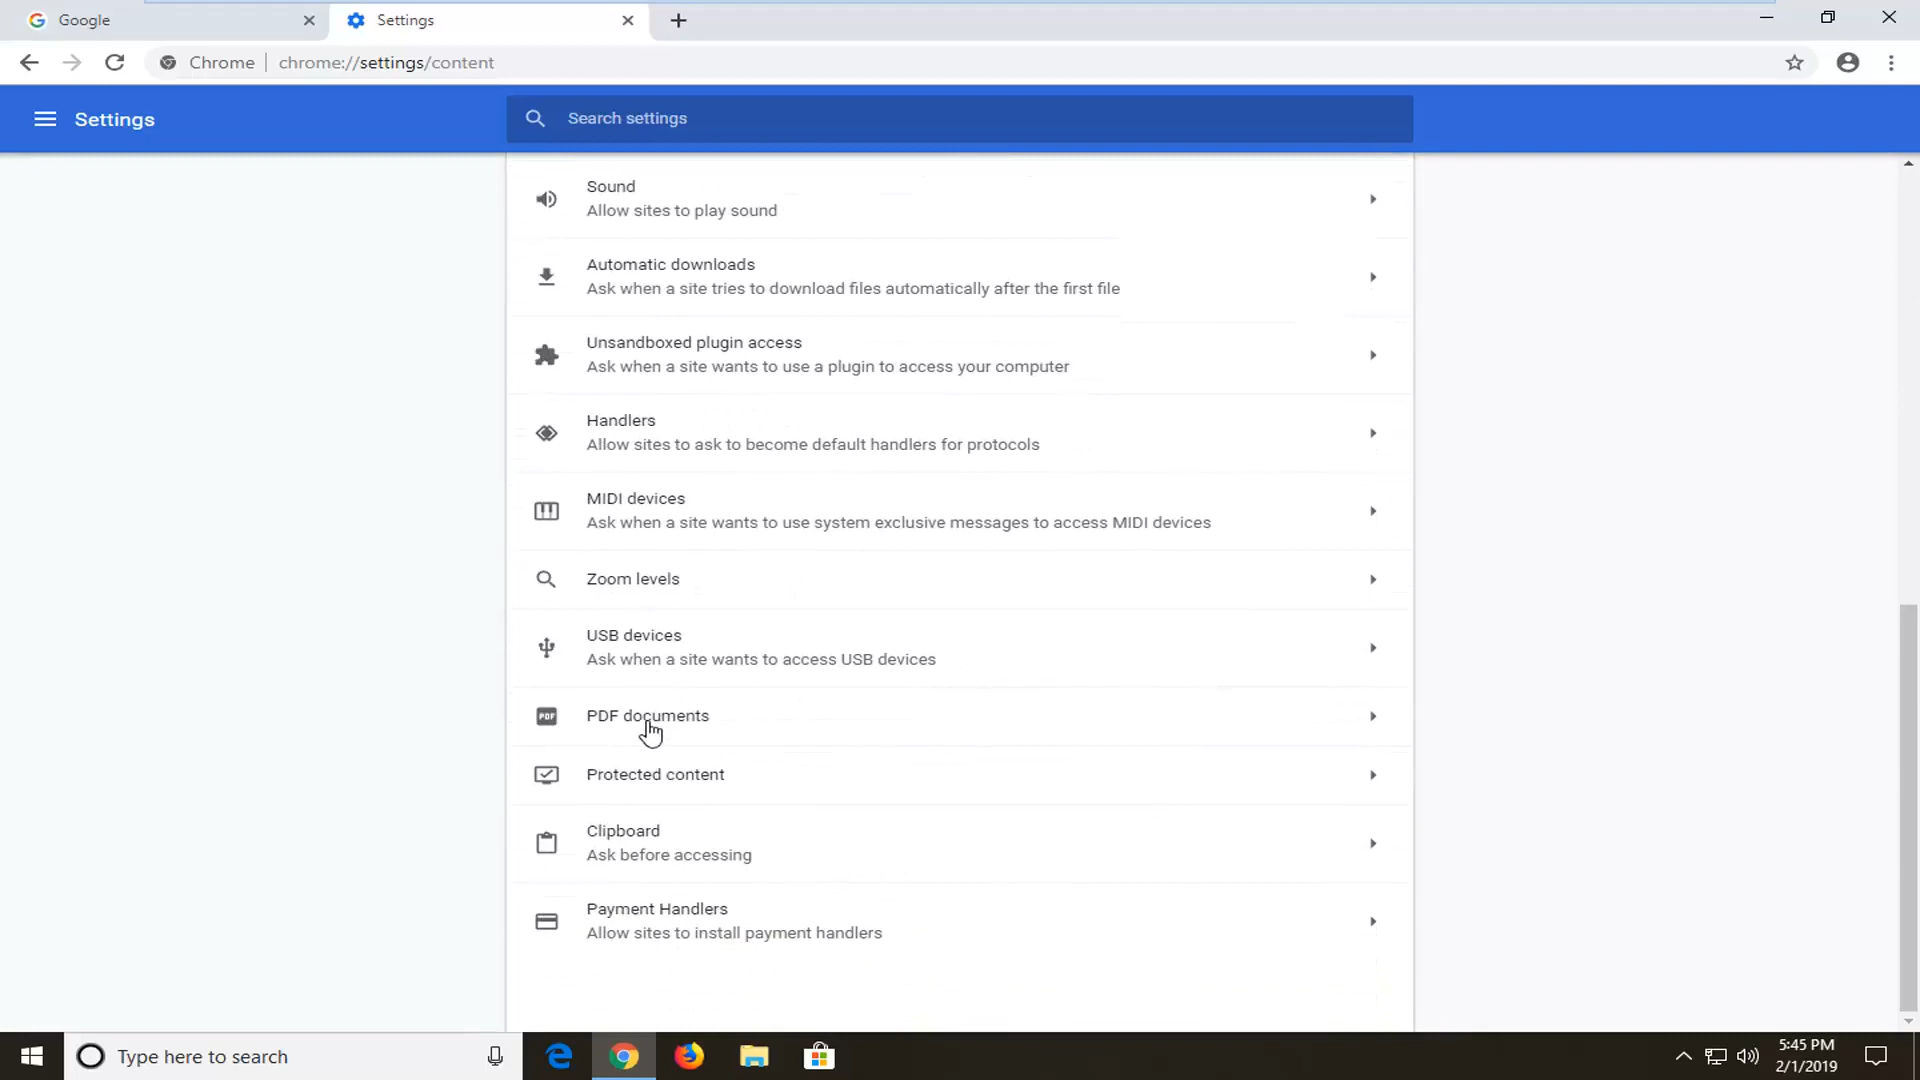 Google
Settings
Chrome
chrome://settings/content
Settings
Search settings
Sound
Allow sites to play sound
Automatic downloads
Ask when a site tries to download files automatically after the first file
Unsandboxed plugin access
Ask when a site wants to use a plugin to access your computer
Handlers
Allow sites to ask to become default handlers for protocols
MIDI devices
Ask when a site wants to use system exclusive messages to access MIDI devices
Zoom levels
USB devices
Ask when a site wants to access USB devices
PDF
PDF documents
Protected content
Clipboard
Ask before accessing
Payment Handlers
Allow sites to install payment handlers
Type here to search
5:45 PM
2/1/2019